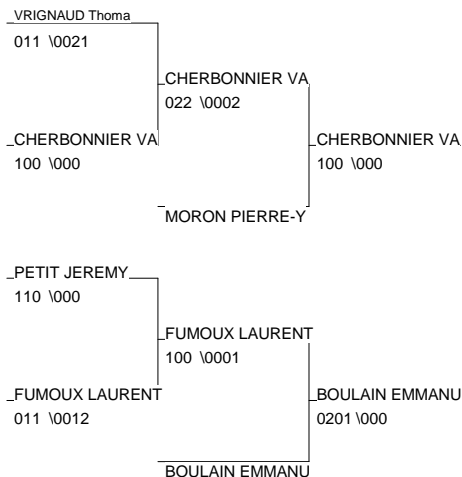 VRIGNAUD Thoma
011 \0021
CHERBONNIER VA
022 \0002
CHERBONNIER VA
100 \000
CHERBONNIER VA
100 \000
MORON PIERRE-Y
PETIT JEREMY
110 \000
FUMOUX LAURENT
100 \0001
FUMOUX LAURENT
011 \0012
BOULAIN EMMANU
0201 \000
BOULAIN EMMANU